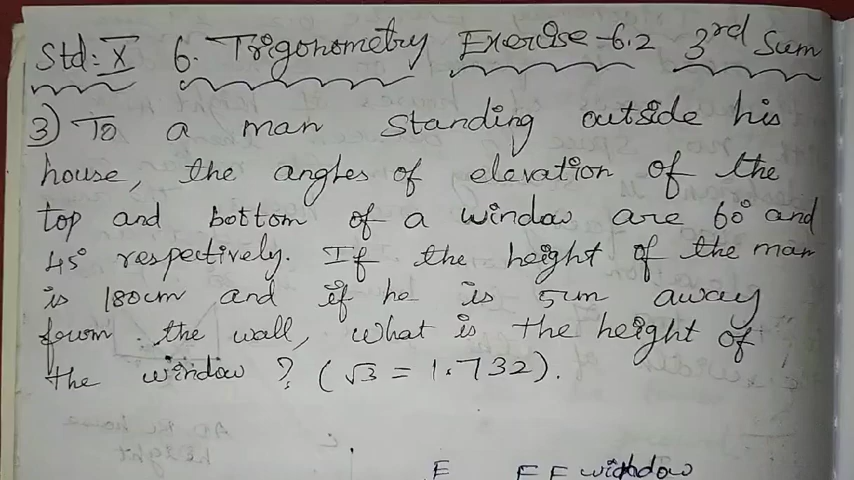 Std: X 6. Trigonometry Exercise-6.2 3rd Sum
3) To a man standing outside his
house, the angles of elevation of the
top and bottom of a window are 60° and
45° respectively. If the height of the man
is 180cm and if he is 5cm away
from the wall, what is the height of
the window? (√3 = 1.732).
E E F window